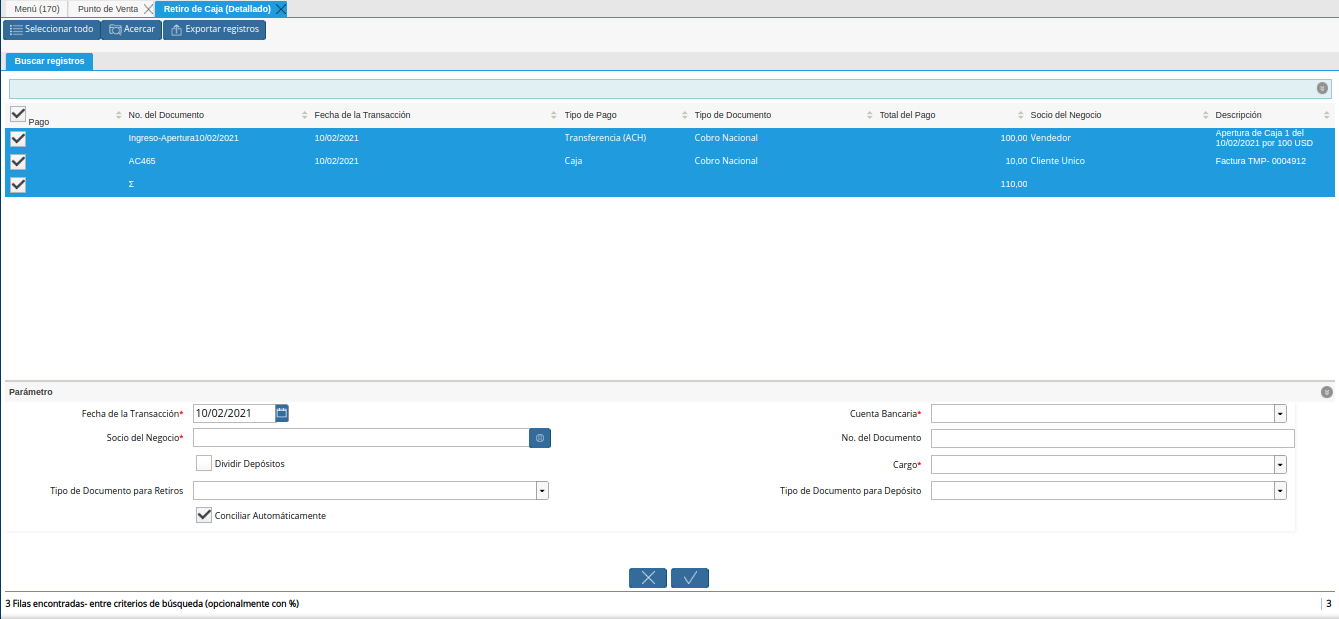 Menú (170) Punto de Venta Retiro de Caja (Detallado)
Seleccionar todo Acercar Exportar registros
Buscar registros
Pago No. del Documento Fecha de la Transacción Tipo de Pago Tipo de Documento Total del Pago Socio del Negocio Descripción
Ingreso-Apertura10/02/2021 10/02/2021 Transferencia (ACH) Cobro Nacional 100,00 Vendedor Apertura de Caja 1 del
10/02/2021 por 100 USD
AC465 10/02/2021 Caja Cobro Nacional 10,00 Cliente Unico Factura TMP- 0004912
Σ 110,00
Parámetro
Fecha de la Transacción* 10/02/2021 Cuenta Bancaria*
Socio del Negocio* No. del Documento
Dividir Depósitos Cargo*
Tipo de Documento para Retiros Tipo de Documento para Depósito
Conciliar Automáticamente
3 Filas encontradas- entre criterios de búsqueda (opcionalmente con %) 3